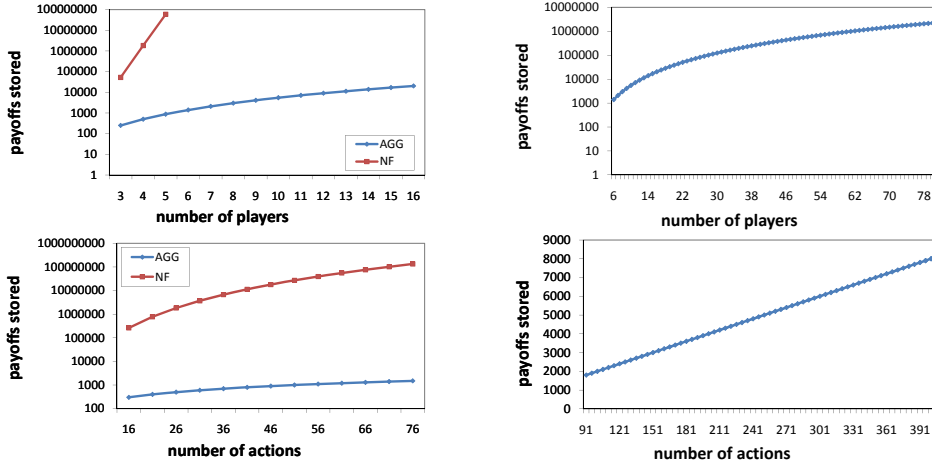 100000000
10000000
1000000
100000
10000
1000
100
10
1
payoffs stored
AGG
NF
3 4 5 6 7 8 9 10 11 12 13 14 15 16
number of players
10000000
1000000
100000
10000
1000
100
10
1
payoffs stored
6 14 22 30 38 46 54 62 70 78
number of players
1000000000
100000000
10000000
1000000
100000
10000
1000
100
payoffs stored
AGG
NF
16 26 36 46 56 66 76
number of actions
9000
8000
7000
6000
5000
4000
3000
2000
1000
0
payoffs stored
91 121 151 181 211 241 271 301 331 361 391
number of actions